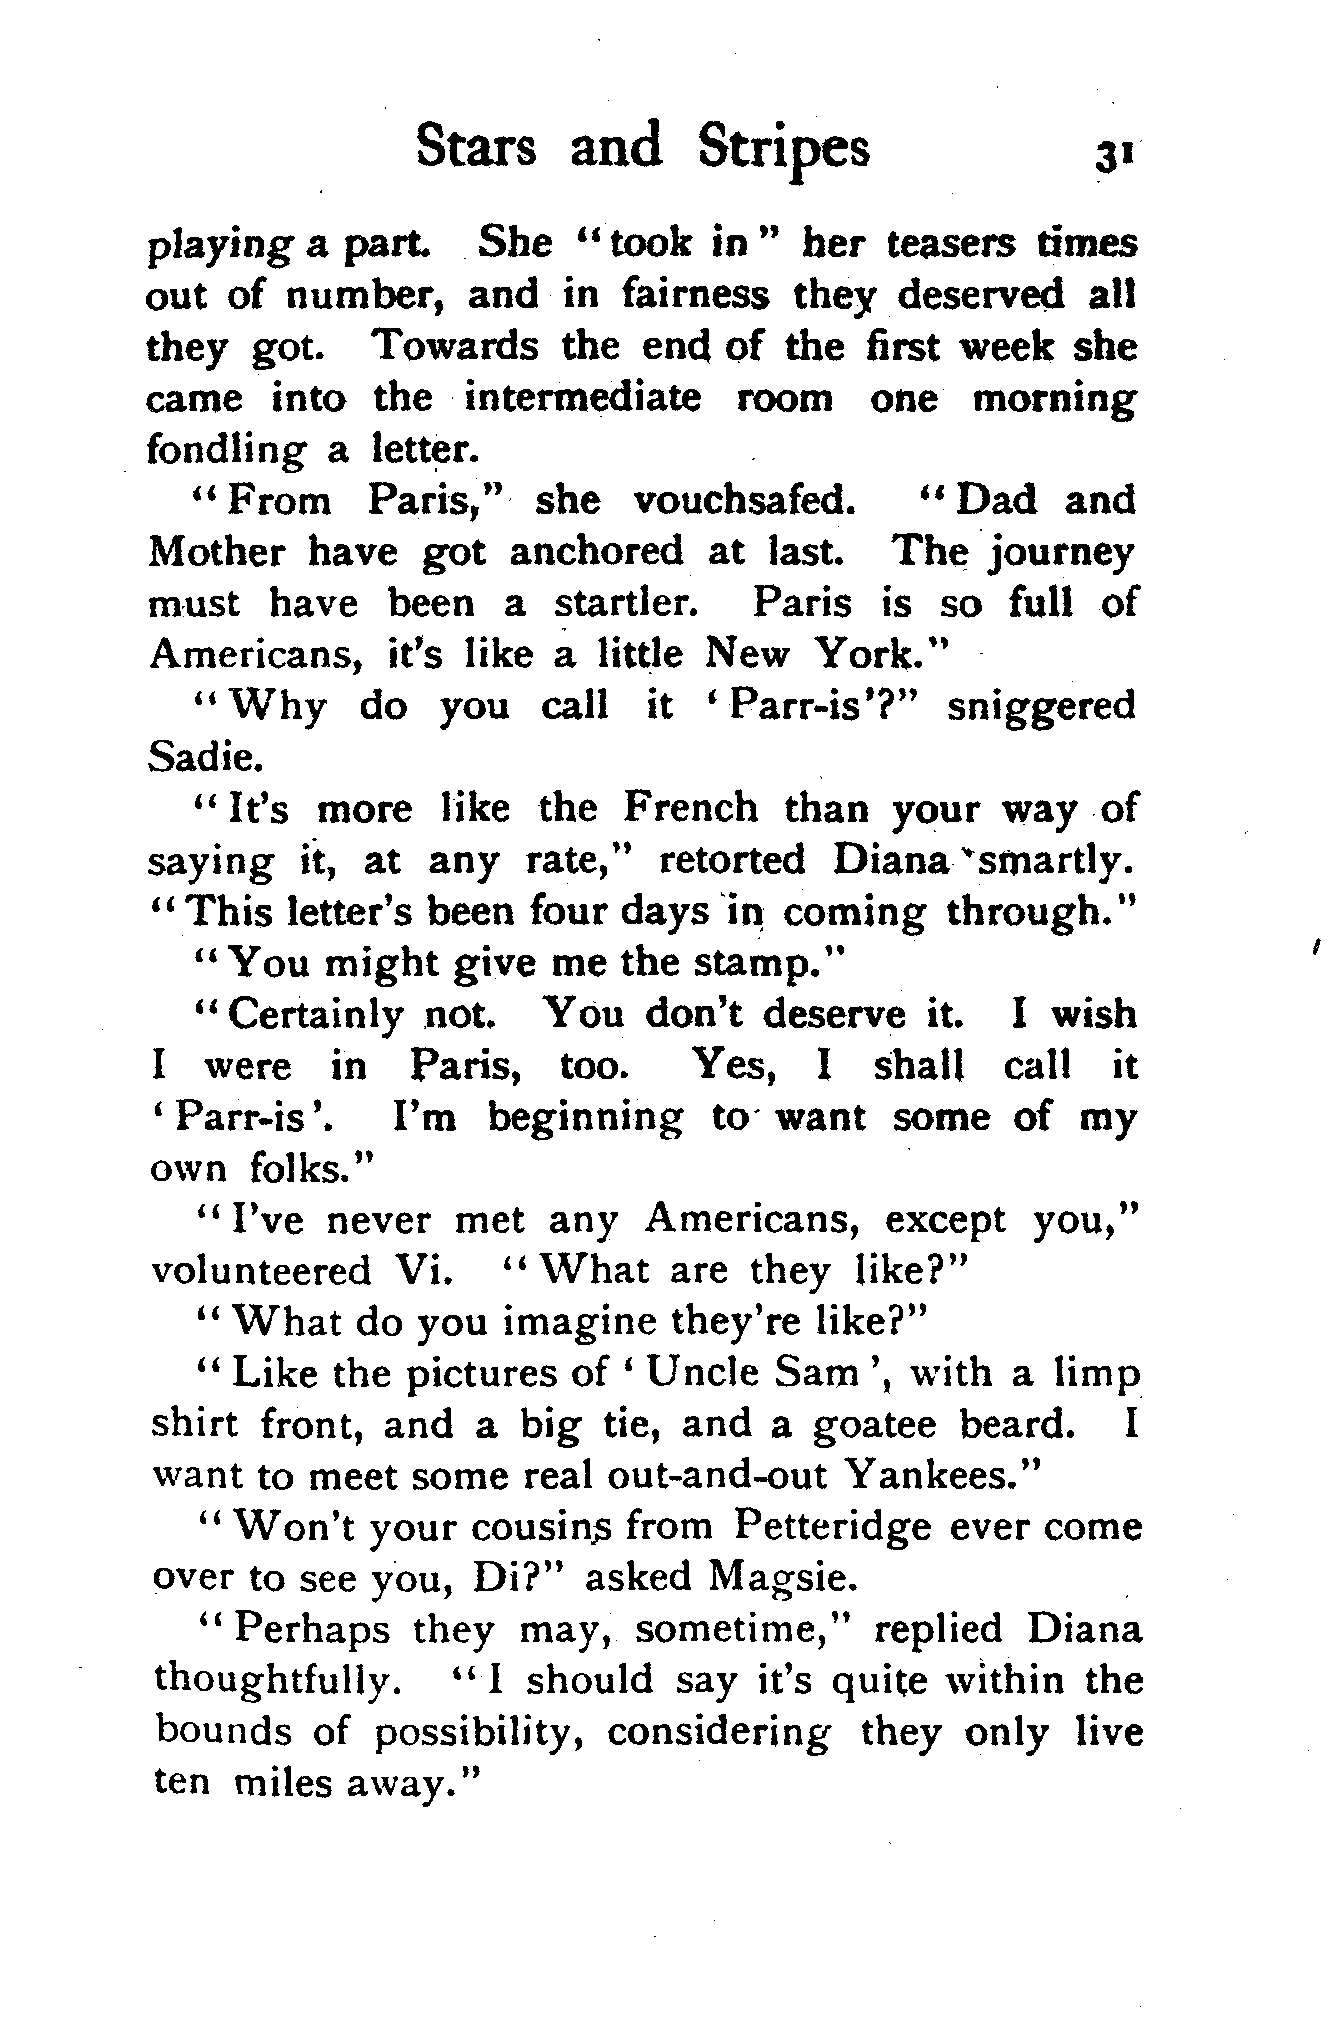 Stars and Stripes 31
playing a part. She "took in" her teasers times
out of number, and in fairness they deserved all
they got. Towards the end of the first week she
came into the intermediate room one morning
fondling a letter.
"From Paris," she vouchsafed. "Dad and
Mother have got anchored at last. The journey
must have been a startler. Paris is so full of
Americans, it's like a little New York."
"Why do you call it 'Parr-is'?" sniggered
Sadie.
"It's more like the French than your way of
saying it, at any rate," retorted Diana smartly.
"This letter's been four days in coming through."
"You might give me the stamp."
"Certainly not. You don't deserve it. I wish
I were in Paris, too. Yes, I shall call it
'Parr-is'. I'm beginning to want some of my
own folks."
"I've never met any Americans, except you,"
volunteered Vi. "What are they like?"
"What do you imagine they're like?"
"Like the pictures of 'Uncle Sam', with a limp
shirt front, and a big tie, and a goatee beard. I
want to meet some real out-and-out Yankees."
"Won't your cousins from Petteridge ever come
over to see you, Di?" asked Magsie.
"Perhaps they may, sometime," replied Diana
thoughtfully. "I should say it's quite within the
bounds of possibility, considering they only live
ten miles away."